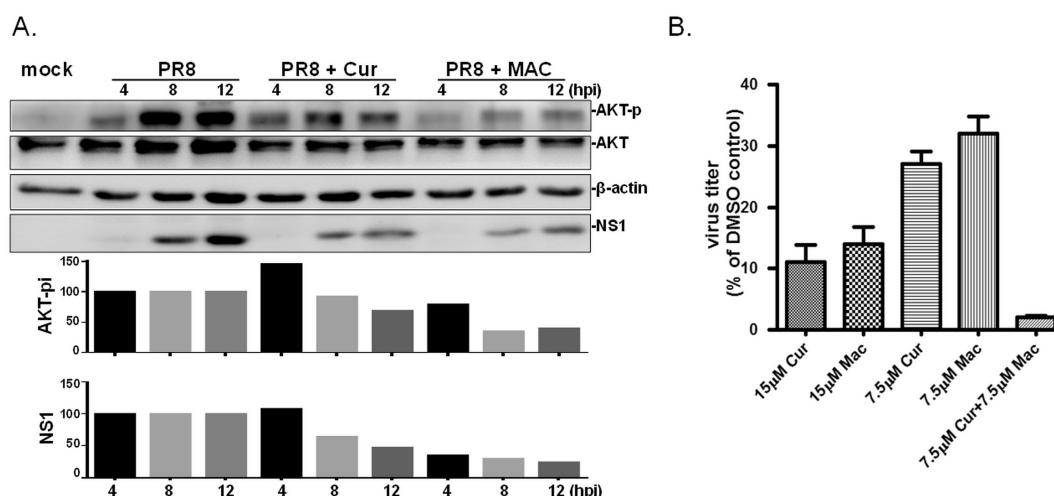 A.
mock PR8 PR8 + Cur PR8 + MAC
4 8 12 4 8 12 4 8 12 (hpi)
-AKT-p
-AKT
-β-actin
-NS1
AKT-pi
150
100
50
0
NS1
150
100
50
0
4 8 12 4 8 12 4 8 12 (hpi)
B.
virus titer
(% of DMSO control)
40
30
20
10
0
15µM Cur
15µM Mac
7.5µM Cur
7.5µM Mac
7.5µM Cur+7.5µM Mac